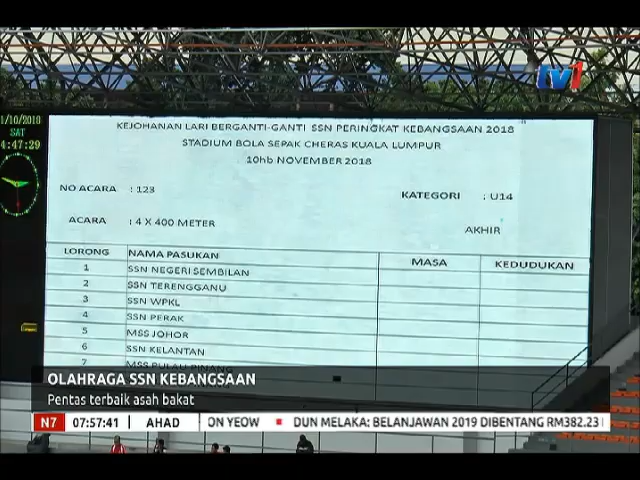 tv1
1/10/2018
SAT
4:47:29
KEJOHANAN LARI BERGANTI-GANTI SSN PERINGKAT KEBANGSAAN 2018
STADIUM BOLA SEPAK CHERAS KUALA LUMPUR
10hb NOVEMBER 2018
NO ACARA : 123
KATEGORI : U14
ACARA : 4 X 400 METER
AKHIR
LORONG NAMA PASUKAN MASA KEDUDUKAN
1 SSN NEGERI SEMBILAN
2 SSN TERENGGANU
3 SSN WPKL
4 SSN PERAK
5 MSS JOHOR
6 SSN KELANTAN
7 MSS PULAU PINANG
OLAHRAGA SSN KEBANGSAAN
Pentas terbaik asah bakat
N7 07:57:41 AHAD ON YEOW DUN MELAKA: BELANJAWAN 2019 DIBENTANG RM382.23